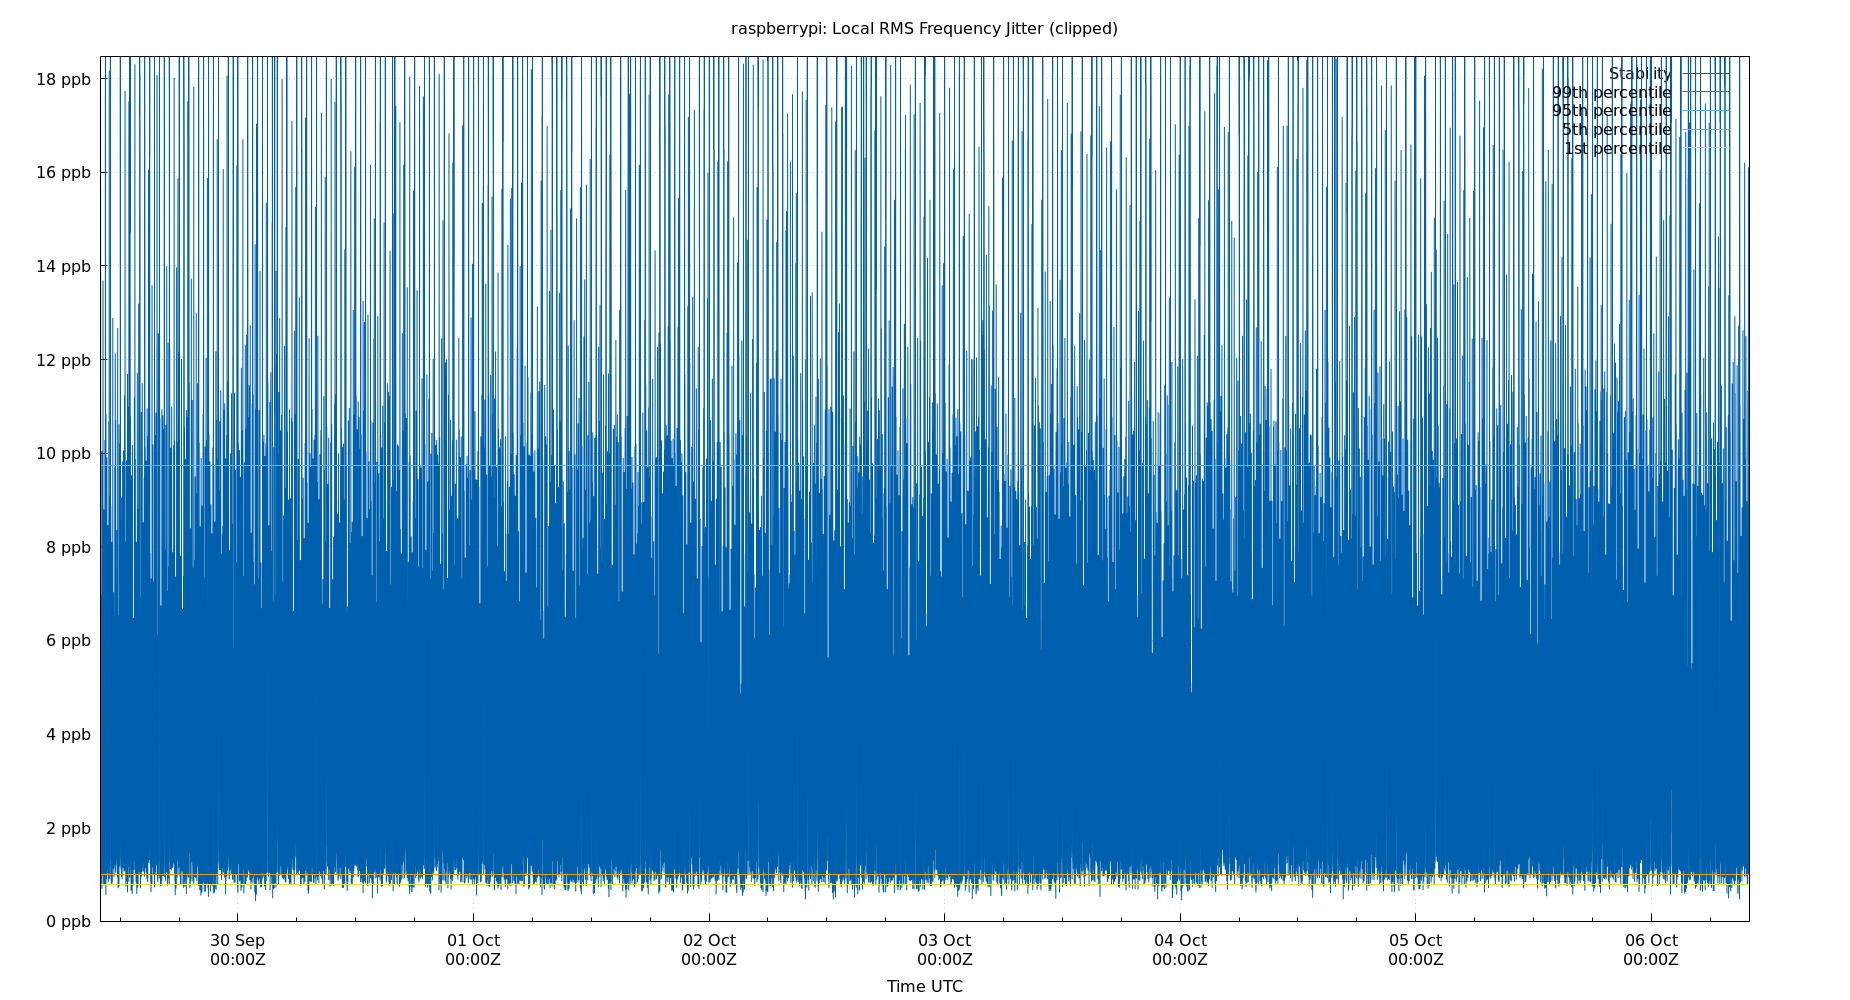 raspberrypi: Local RMS Frequency Jitter (clipped)
18 ppb
16 ppb
14 ppb
12 ppb
10 ppb
8 ppb
6 ppb
4 ppb
2 ppb
0 ppb
Stability
99th percentile
95th percentile
5th percentile
1st percentile
30 Sep 01 Oct 02 Oct 03 Oct 04 Oct 05 Oct 06 Oct
00:00Z 00:00Z 00:00Z 00:00Z 00:00Z 00:00Z 00:00Z
Time UTC